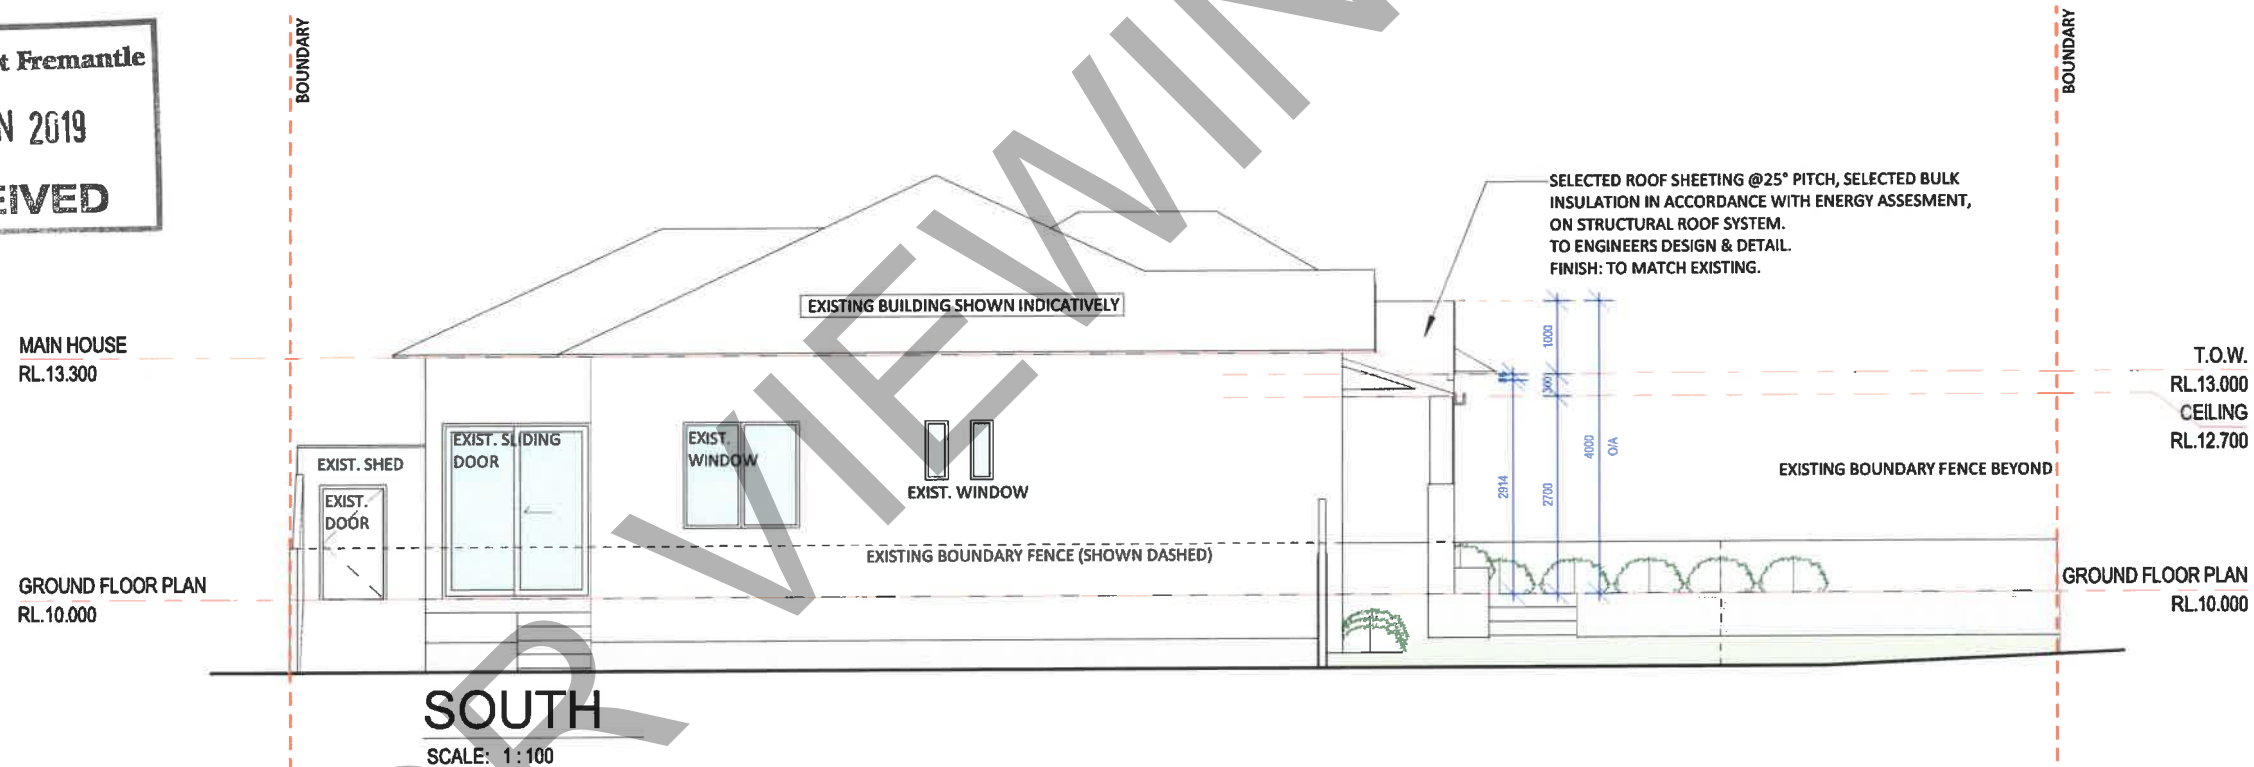 t Fremantle
N 2019
EIVED
BOUNDARY
BOUNDARY
SELECTED ROOF SHEETING @25° PITCH, SELECTED BULK
INSULATION IN ACCORDANCE WITH ENERGY ASSESMENT,
ON STRUCTURAL ROOF SYSTEM.
TO ENGINEERS DESIGN & DETAIL.
FINISH: TO MATCH EXISTING.
EXISTING BUILDING SHOWN INDICATIVELY
MAIN HOUSE
RL.13.300
T.O.W.
RL.13.000
CEILING
RL.12.700
1000
300
4000
O/A
2914
2700
EXIST. SHED
EXIST.
DOOR
EXIST. SLIDING
DOOR
EXIST.
WINDOW
EXIST. WINDOW
EXISTING BOUNDARY FENCE BEYOND
EXISTING BOUNDARY FENCE (SHOWN DASHED)
GROUND FLOOR PLAN
RL.10.000
GROUND FLOOR PLAN
RL.10.000
SOUTH
SCALE: 1:100
R VIEWIN